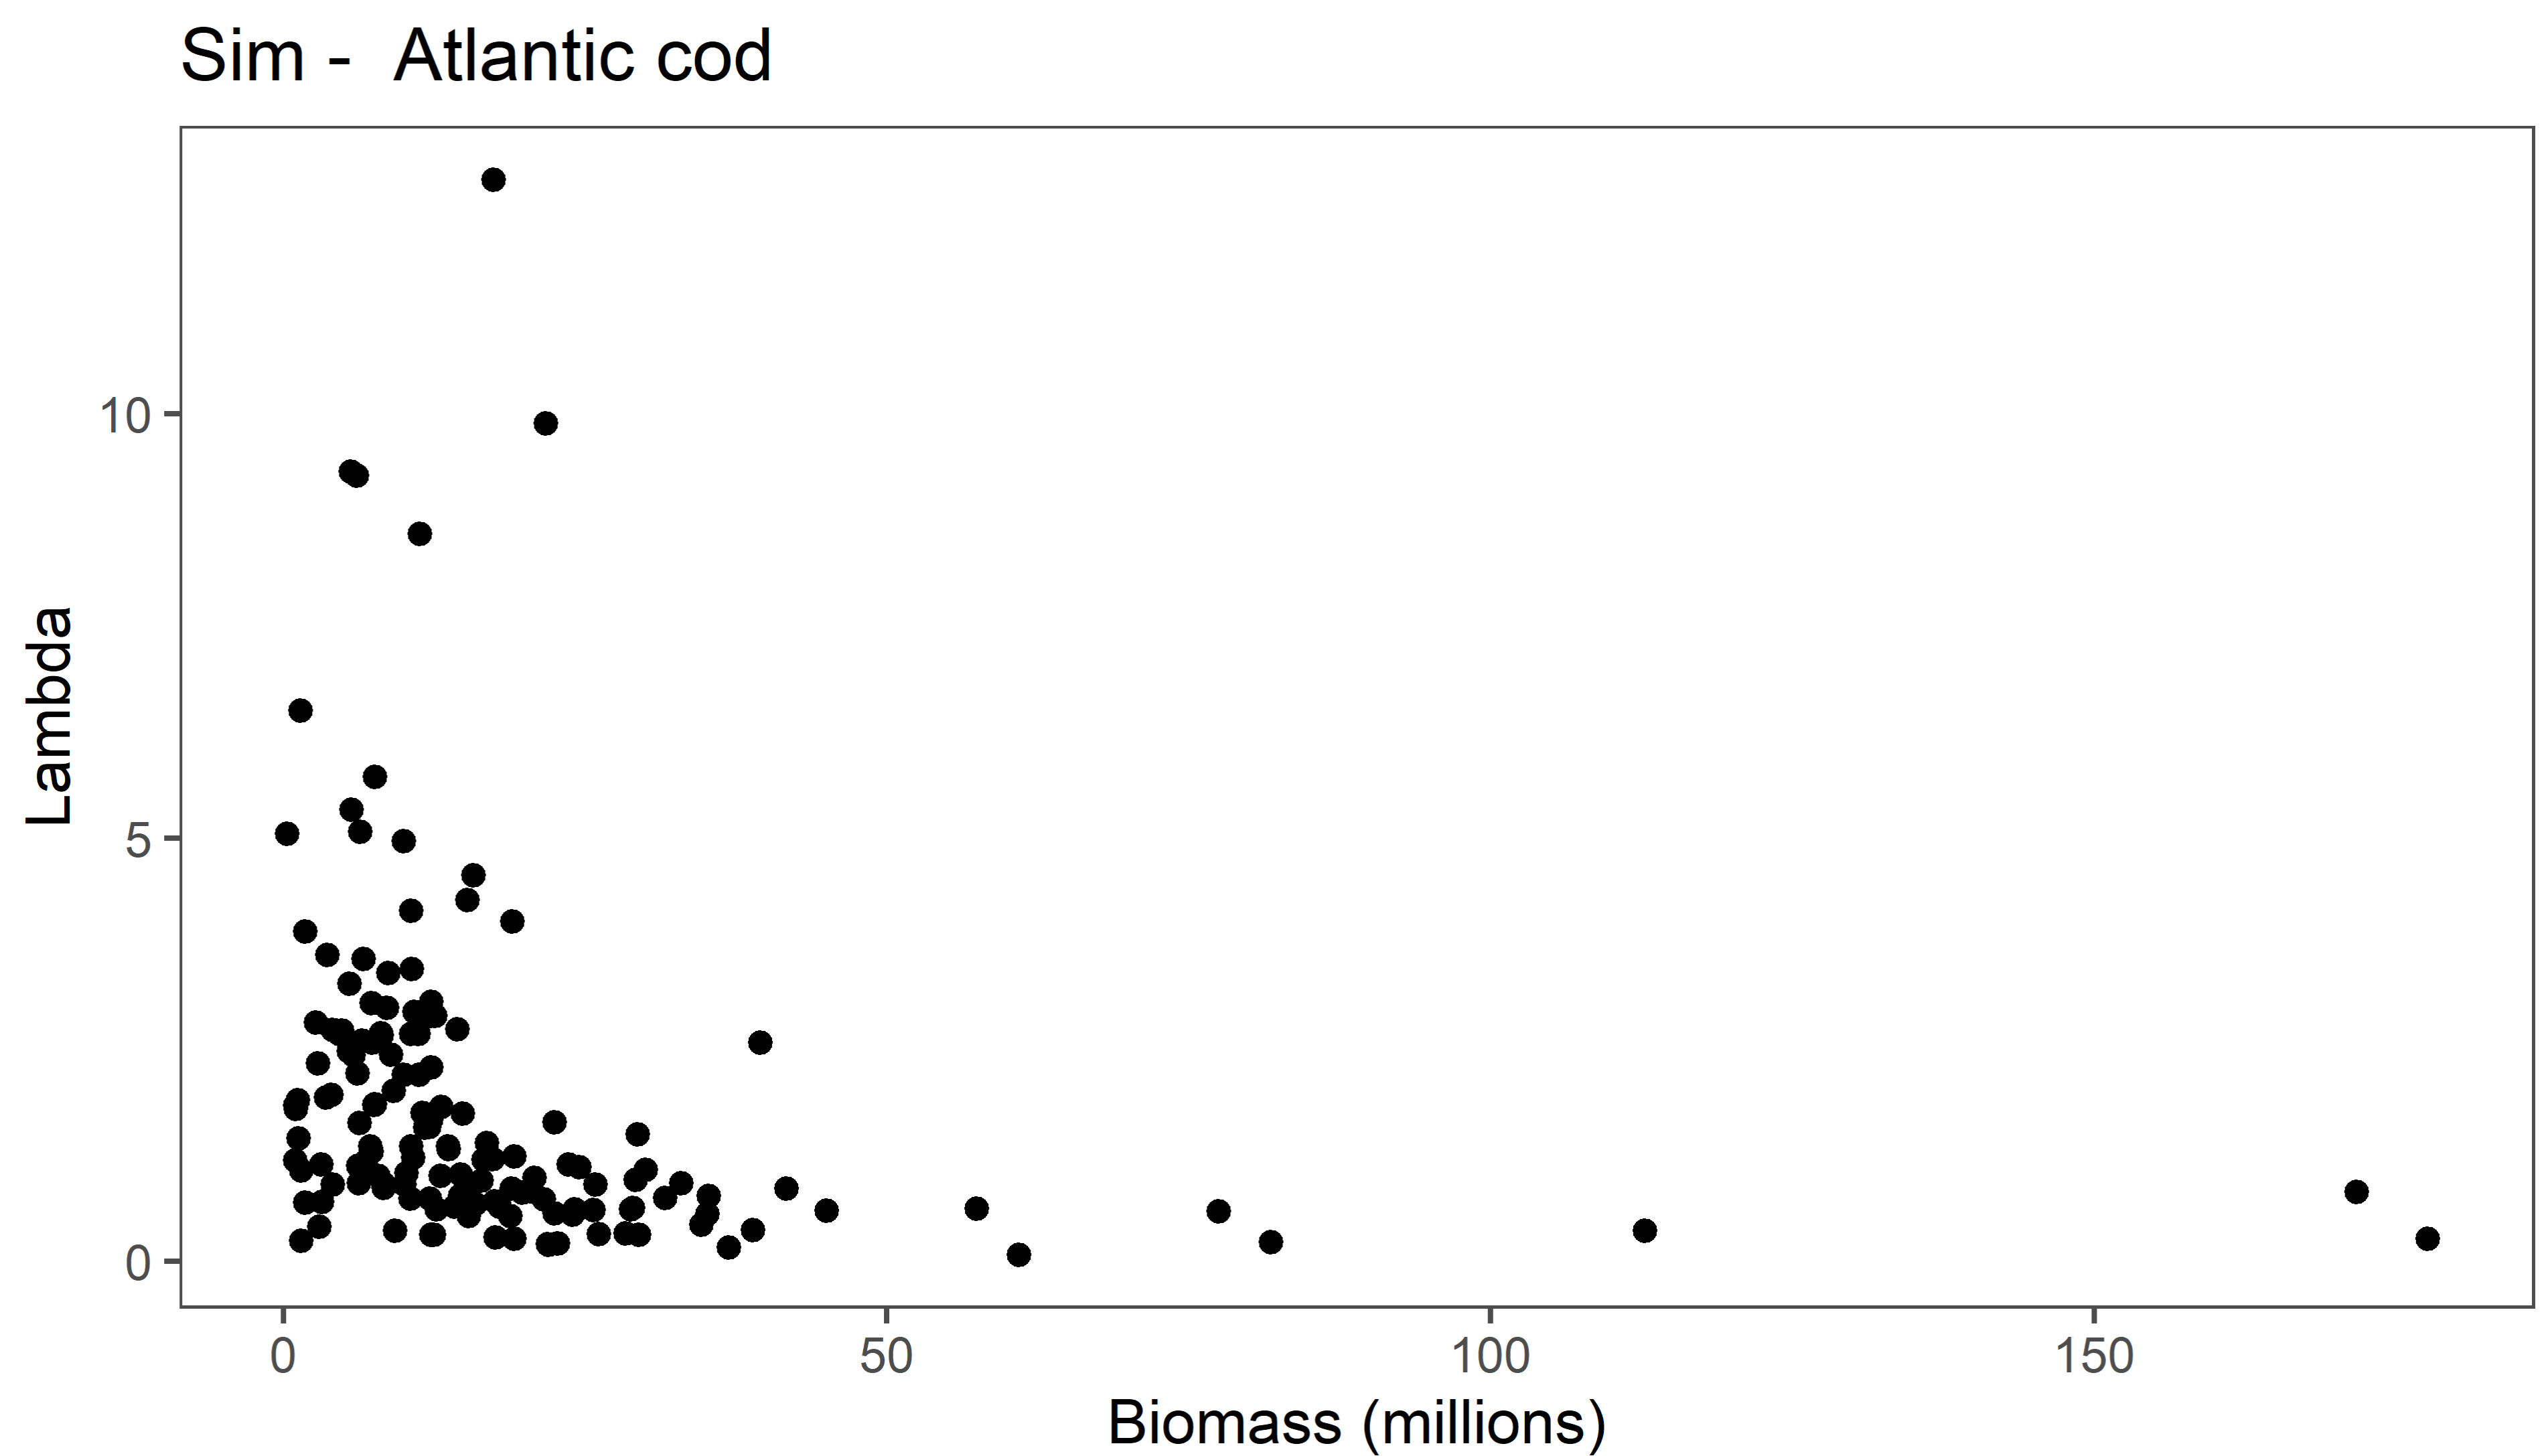 Sim -  Atlantic cod
Lambda
10
5
0
0 50 100 150
Biomass (millions)